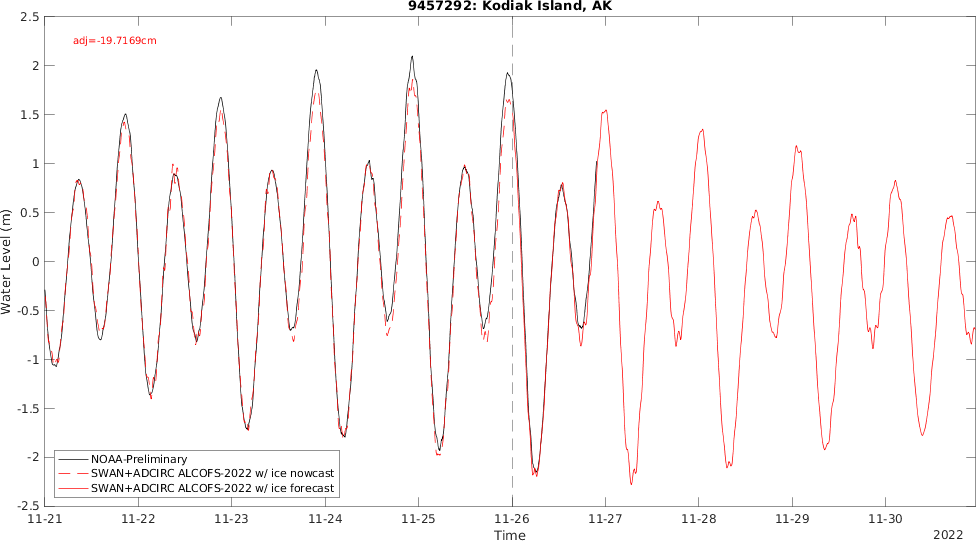 9457292: Kodiak Island, AK
adj=-19.7169cm
Water Level (m)
2.5
2
1.5
1
0.5
0
-0.5
-1
-1.5
-2
-2.5
NOAA-Preliminary
SWAN+ADCIRC ALCOFS-2022 w/ ice nowcast
SWAN+ADCIRC ALCOFS-2022 w/ ice forecast
11-21 11-22 11-23 11-24 11-25 11-26 11-27 11-28 11-29 11-30
Time
2022